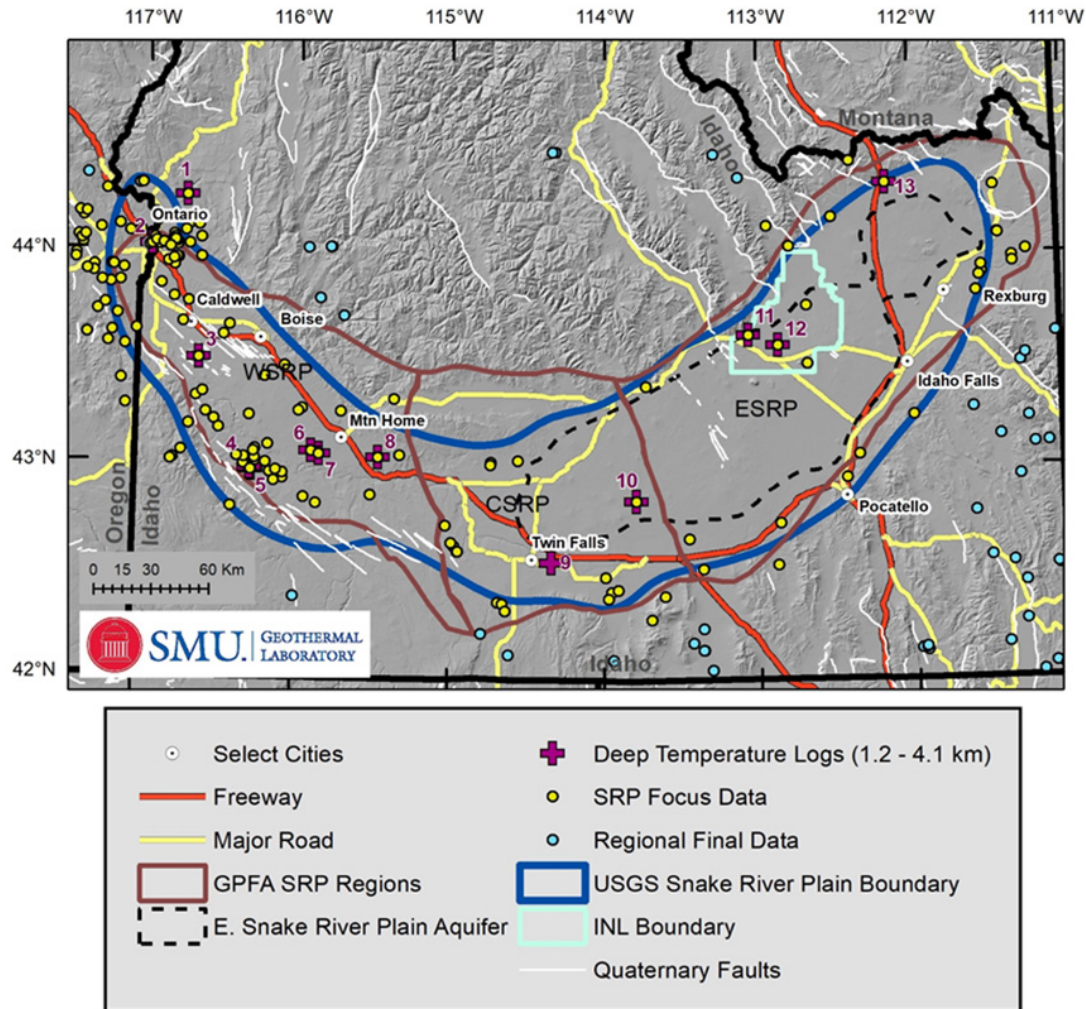 117°W 116°W 115°W 114°W 113°W 112°W 111°W
Montana
Idaho
1
13
Ontario
2
44°N
Caldwell
Rexburg
Boise
11
12
3
WSRP
Idaho Falls
ESRP
Mtn Home
6
8
4
7
43°N
5
10
CSRP
Pocatello
Oregon
Idaho
Twin Falls
9
0 15 30 60 Km
SMU. GEOTHERMAL
LABORATORY
Idaho
42°N
Select Cities
Deep Temperature Logs (1.2 - 4.1 km)
Freeway
SRP Focus Data
Major Road
Regional Final Data
GPFA SRP Regions
USGS Snake River Plain Boundary
E. Snake River Plain Aquifer
INL Boundary
Quaternary Faults